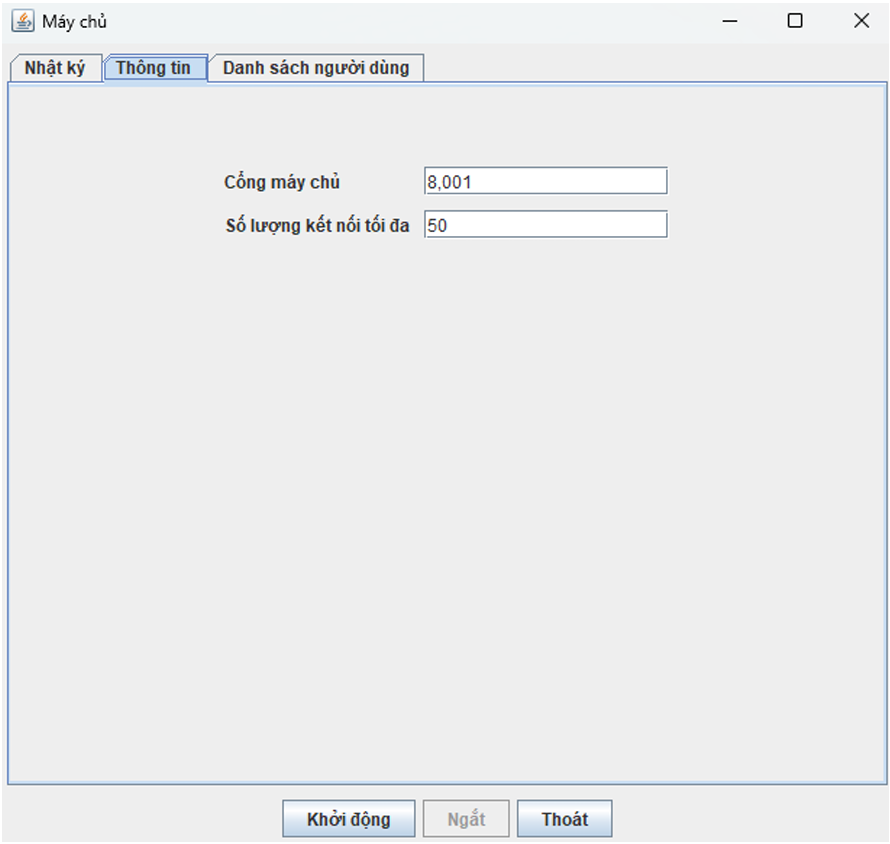 Máy chủ
Nhật ký Thông tin Danh sách người dùng
Cổng máy chủ 8,001
Số lượng kết nối tối đa 50
Khởi động Ngắt Thoát